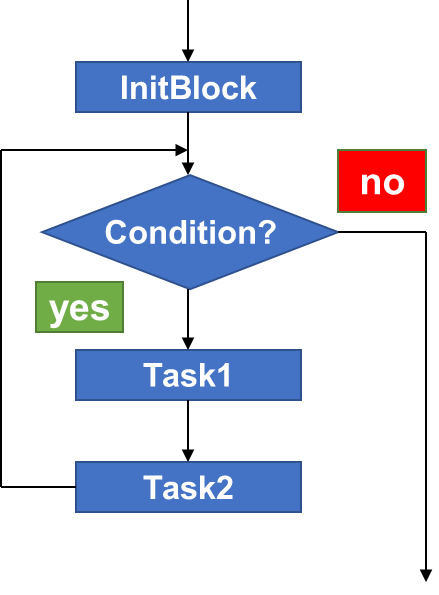 InitBlock
no
Condition?
yes
Task1
Task2